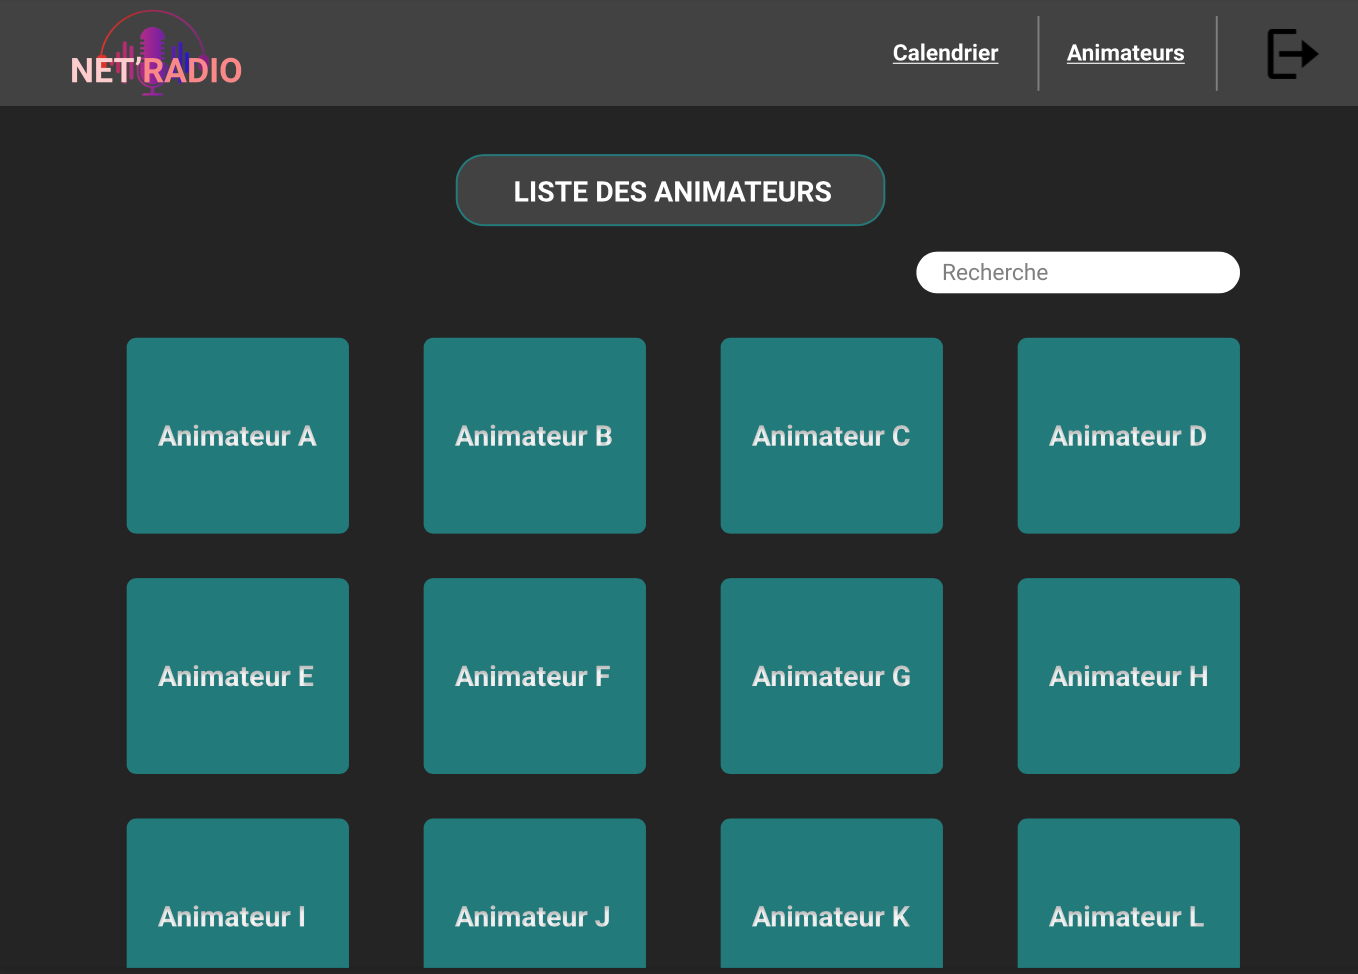 NET'RADIO
Calendrier
Animateurs
LISTE DES ANIMATEURS
Recherche
Animateur A
Animateur B
Animateur C
Animateur D
Animateur E
Animateur F
Animateur G
Animateur H
Animateur I
Animateur J
Animateur K
Animateur L